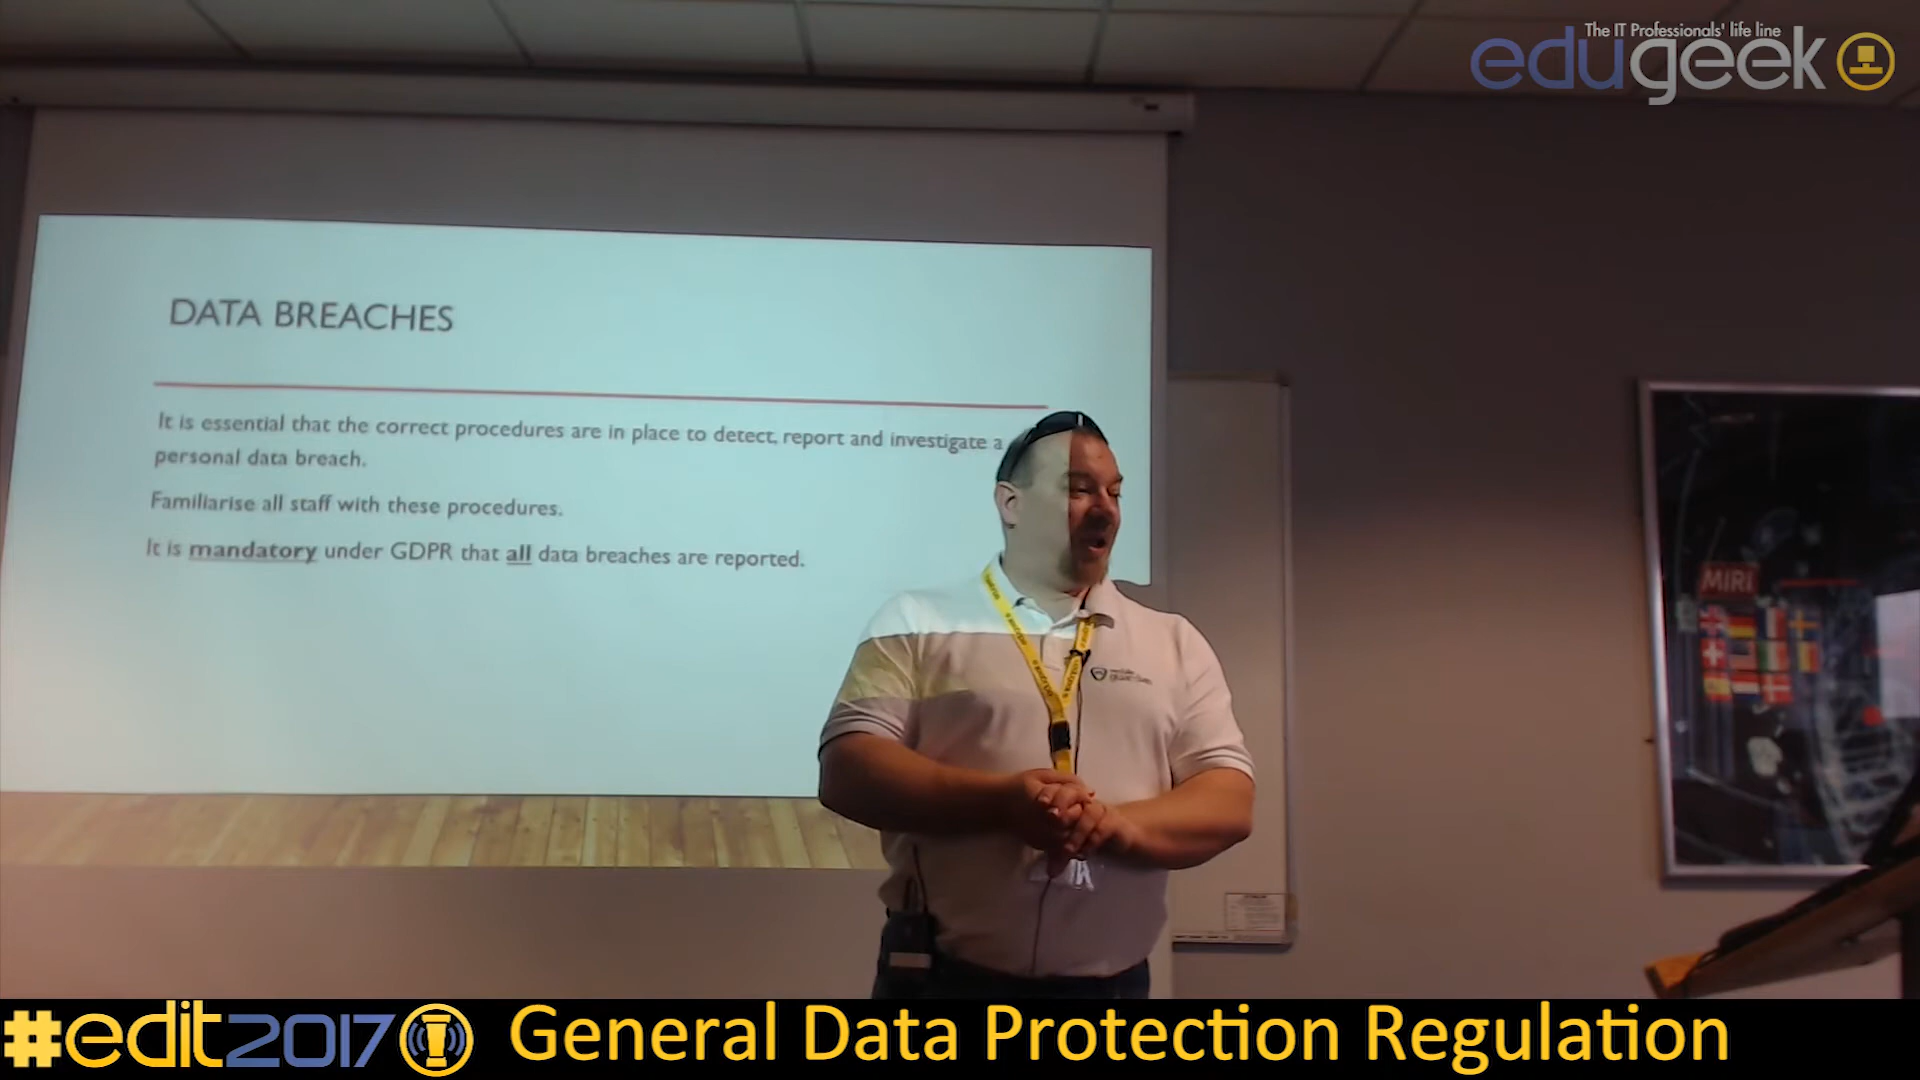 The IT Professionals' life line
edugeek
DATA BREACHES
It is essential that the correct procedures are in place to detect, report and investigate a
personal data breach.
Familiarise all staff with these procedures.
It is mandatory under GDPR that all data breaches are reported.
MIRA
#edit2017 General Data Protection Regulation